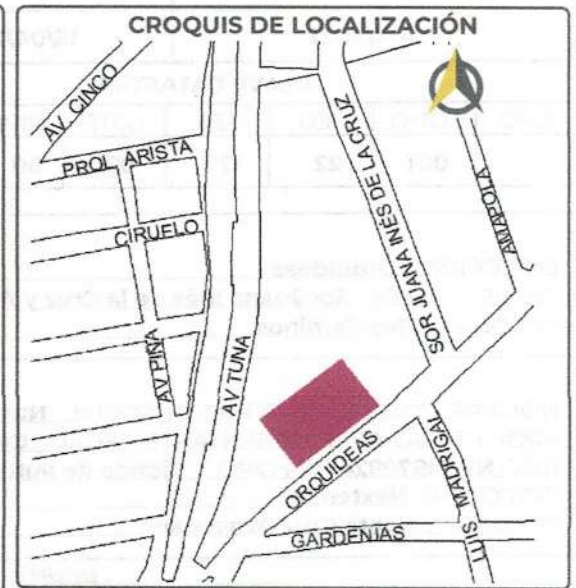 CROQUIS DE LOCALIZACIÓN
AV. CINCO
PROL ARISTA
CIRUELO
AV PIÑA
AV TUNA
SOR JUANA INÉS DE LA CRUZ
AMAPOLA
ORQUIDEAS
GARDENIAS
LUIS MADRIGAL